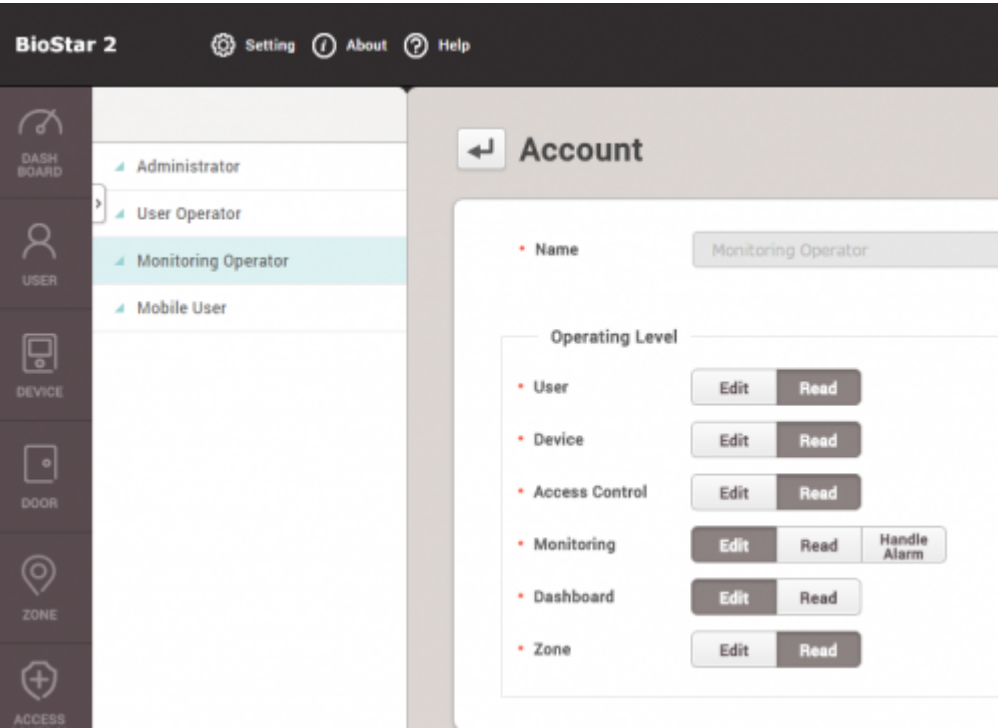 BioStar 2
Setting
About
Help
DASH
BOARD
USER
DEVICE
DOOR
ZONE
ACCESS
Administrator
User Operator
Monitoring Operator
Mobile User
Account
Name
Monitoring Operator
Operating Level
User Edit Read
Device Edit Read
Access Control Edit Read
Monitoring Edit Read Handle Alarm
Dashboard Edit Read
Zone Edit Read